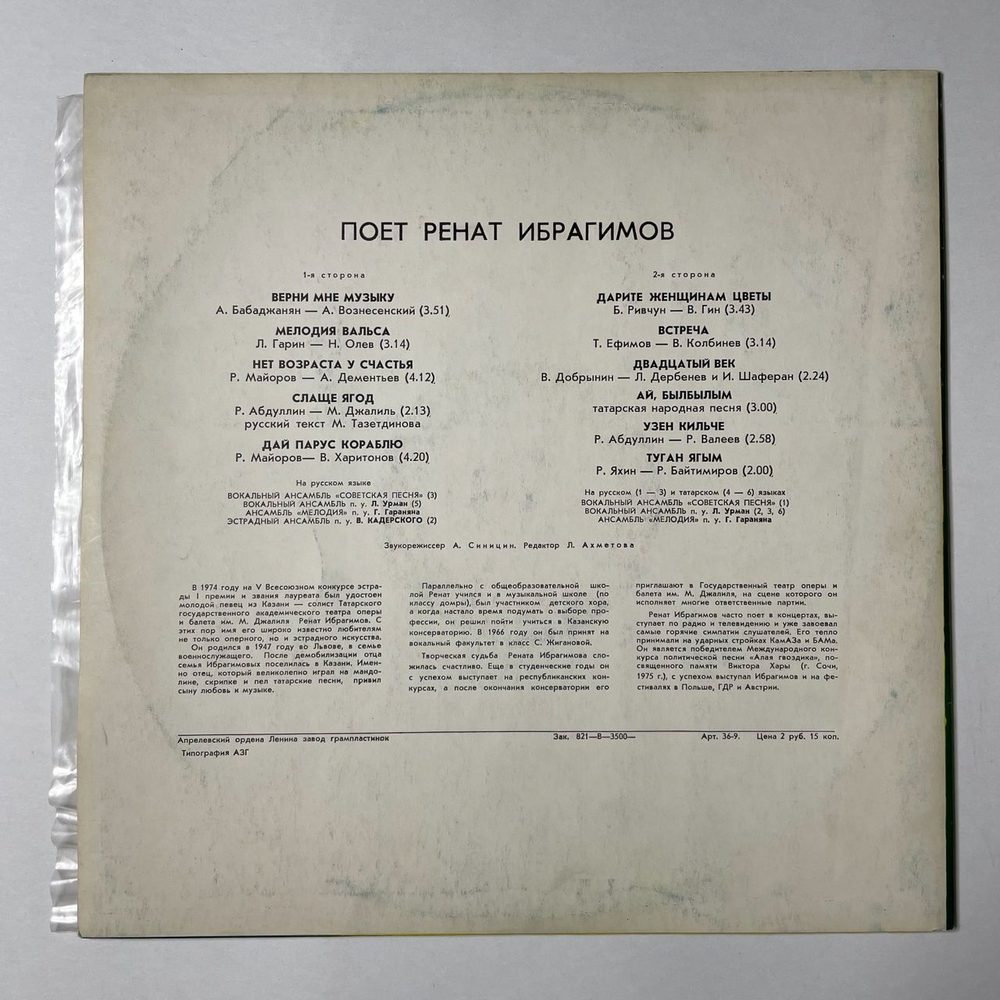 ПОЕТ РЕНАТ ИБРАГИМОВ
1-я сторона
ВЕРНИ МНЕ МУЗЫКУ
А. Бабаджанян — А. Вознесенский (3.51)
МЕЛОДИЯ ВАЛЬСА
Л. Гарин — Н. Олев (3.14)
НЕТ ВОЗРАСТА У СЧАСТЬЯ
Р. Майоров — А. Дементьев (4.12)
СЛАЩЕ ЯГОД
Р. Абдуллин — М. Джалиль (2.13)
русский текст М. Тазетдинова
ДАЙ ПАРУС КОРАБЛЮ
Р. Майоров— В. Харитонов (4.20)
На русском языке
ВОКАЛЬНЫЙ АНСАМБЛЬ «СОВЕТСКАЯ ПЕСНЯ» (3)
ВОКАЛЬНЫЙ АНСАМБЛЬ п. у. Л. Урман (5)
АНСАМБЛЬ «МЕЛОДИЯ» п. у. Г. Гараняна
ЭСТРАДНЫЙ АНСАМБЛЬ п. у. В. КАДЕРСКОГО (2)
2-я сторона
ДАРИТЕ ЖЕНЩИНАМ ЦВЕТЫ
Б. Ривчун — В. Гин (3.43)
ВСТРЕЧА
Т. Ефимов — В. Колбинев (3.14)
ДВАДЦАТЫЙ ВЕК
В. Добрынин — Л. Дербенев и И. Шаферан (2.24)
АЙ, БЫЛБЫЛЫМ
татарская народная песня (3.00)
УЗЕН КИЛЬЧЕ
Р. Абдуллин — Р. Валеев (2.58)
ТУГАН ЯГЫМ
Р. Яхин — Р. Байтимиров (2.00)
На русском (1 — 3) и татарском (4 — 6) языках
ВОКАЛЬНЫЙ АНСАМБЛЬ «СОВЕТСКАЯ ПЕСНЯ» (1)
ВОКАЛЬНЫЙ АНСАМБЛЬ п. у. Л. Урман (2, 3, 6)
АНСАМБЛЬ «МЕЛОДИЯ» п. у. Г. Гараняна
Звукорежиссер А. Синицин. Редактор Л. Ахметова
В 1974 году на V Всесоюзном конкурсе эстра-
ды I премии и звания лауреата был удостоен
молодой певец из Казани — солист Татарского
государственного академического театра оперы
и балета им. М. Джалиля Ренат Ибрагимов. С
этих пор имя его широко известно любителям
не только оперного, но и эстрадного искусства.
Он родился в 1947 году во Львове, в семье
военнослужащего. После демобилизации отца
семья Ибрагимовых поселилась в Казани. Имен-
но отец, который великолепно играл на мандо-
лине, скрипке и пел татарские песни, привил
сыну любовь к музыке.
Параллельно с общеобразовательной шко-
лой Ренат учился и в музыкальной школе (по
классу домры), был участником детского хора,
а когда настало время подумать о выборе про-
фессии, он решил пойти учиться в Казанскую
консерваторию. В 1966 году он был принят на
вокальный факультет в класс С. Жигановой.
Творческая судьба Рената Ибрагимова сло-
жилась счастливо. Еще в студенческие годы он
с успехом выступает на республиканских кон-
курсах, а после окончания консерватории его
приглашают в Государственный театр оперы и
балета им. М. Джалиля, на сцене которого он
исполняет многие ответственные партии.
Ренат Ибрагимов часто поет в концертах, вы-
ступает по радио и телевидению и уже завоевал
самые горячие симпатии слушателей. Его тепло
принимали на ударных стройках КамАЗа и БАМа.
Он является победителем Международного кон-
курса политической песни «Алая гвоздика», по-
священного памяти Виктора Хары (г. Сочи,
1975 г.), с успехом выступал Ибрагимов и на фе-
стивалях в Польше, ГДР и Австрии.
Апрелевский ордена Ленина завод грампластинок
Зак. 821—В—3500—
Арт. 36-9. Цена 2 руб. 15 коп.
Типография АЗГ